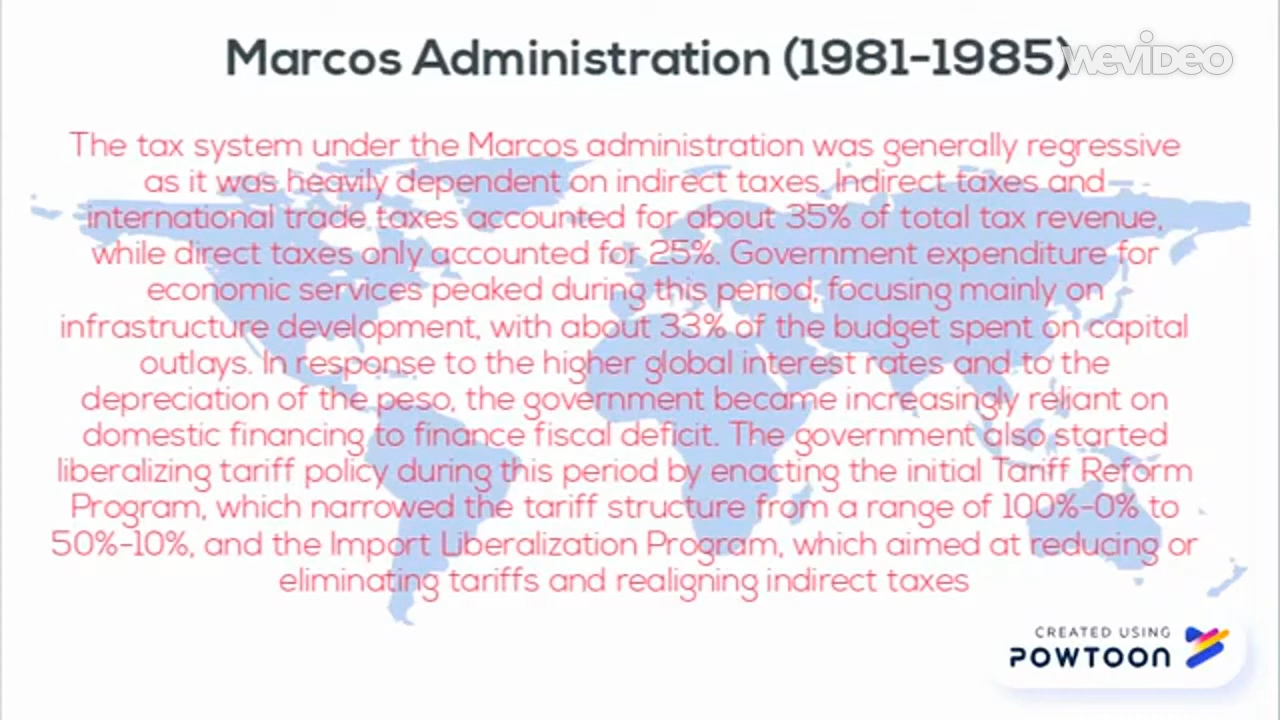 Marcos Administration (1981-1985)
wevideo
The tax system under the Marcos administration was generally regressive
as it was heavily dependent on indirect taxes. Indirect taxes and
international trade taxes accounted for about 35% of total tax revenue,
while direct taxes only accounted for 25%. Government expenditure for
economic services peaked during this period, focusing mainly on
infrastructure development, with about 33% of the budget spent on capital
outlays. In response to the higher global interest rates and to the
depreciation of the peso, the government became increasingly reliant on
domestic financing to finance fiscal deficit. The government also started
liberalizing tariff policy during this period by enacting the initial Tariff Reform
Program, which narrowed the tariff structure from a range of 100%-0% to
50%-10%, and the Import Liberalization Program, which aimed at reducing or
eliminating tariffs and realigning indirect taxes
CREATED USING
POWTOON